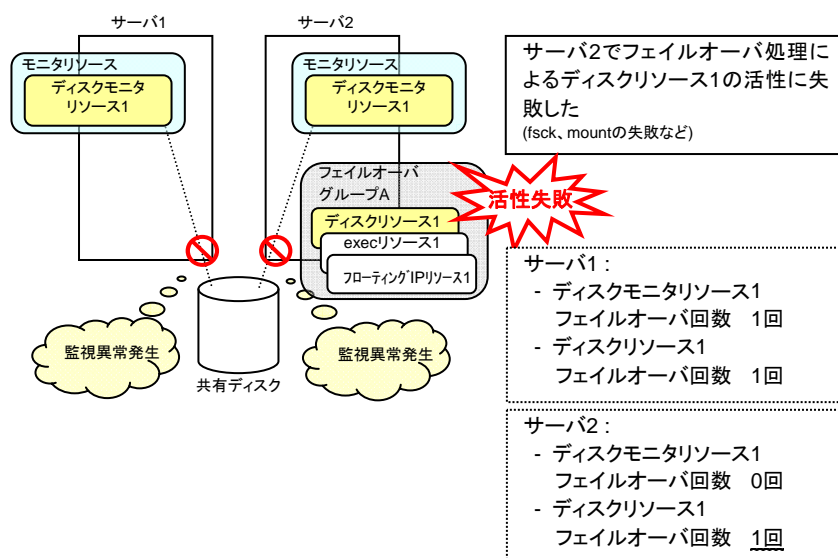 サーバ1
サーバ2
モニタリソース
ディスクモニタ
リソース1
モニタリソース
ディスクモニタ
リソース1
フェイルオーバ
グループA
ディスクリソース1
execリソース1
フローティングIPリソース1
活性失敗
監視異常発生
共有ディスク
監視異常発生
サーバ2でフェイルオーバ処理に
よるディスクリソース1の活性に失
敗した
(fsck、mountの失敗など)
サーバ1 :
- ディスクモニタリソース1
フェイルオーバ回数 1回
- ディスクリソース1
フェイルオーバ回数 1回
サーバ2 :
- ディスクモニタリソース1
フェイルオーバ回数 0回
- ディスクリソース1
フェイルオーバ回数 1回